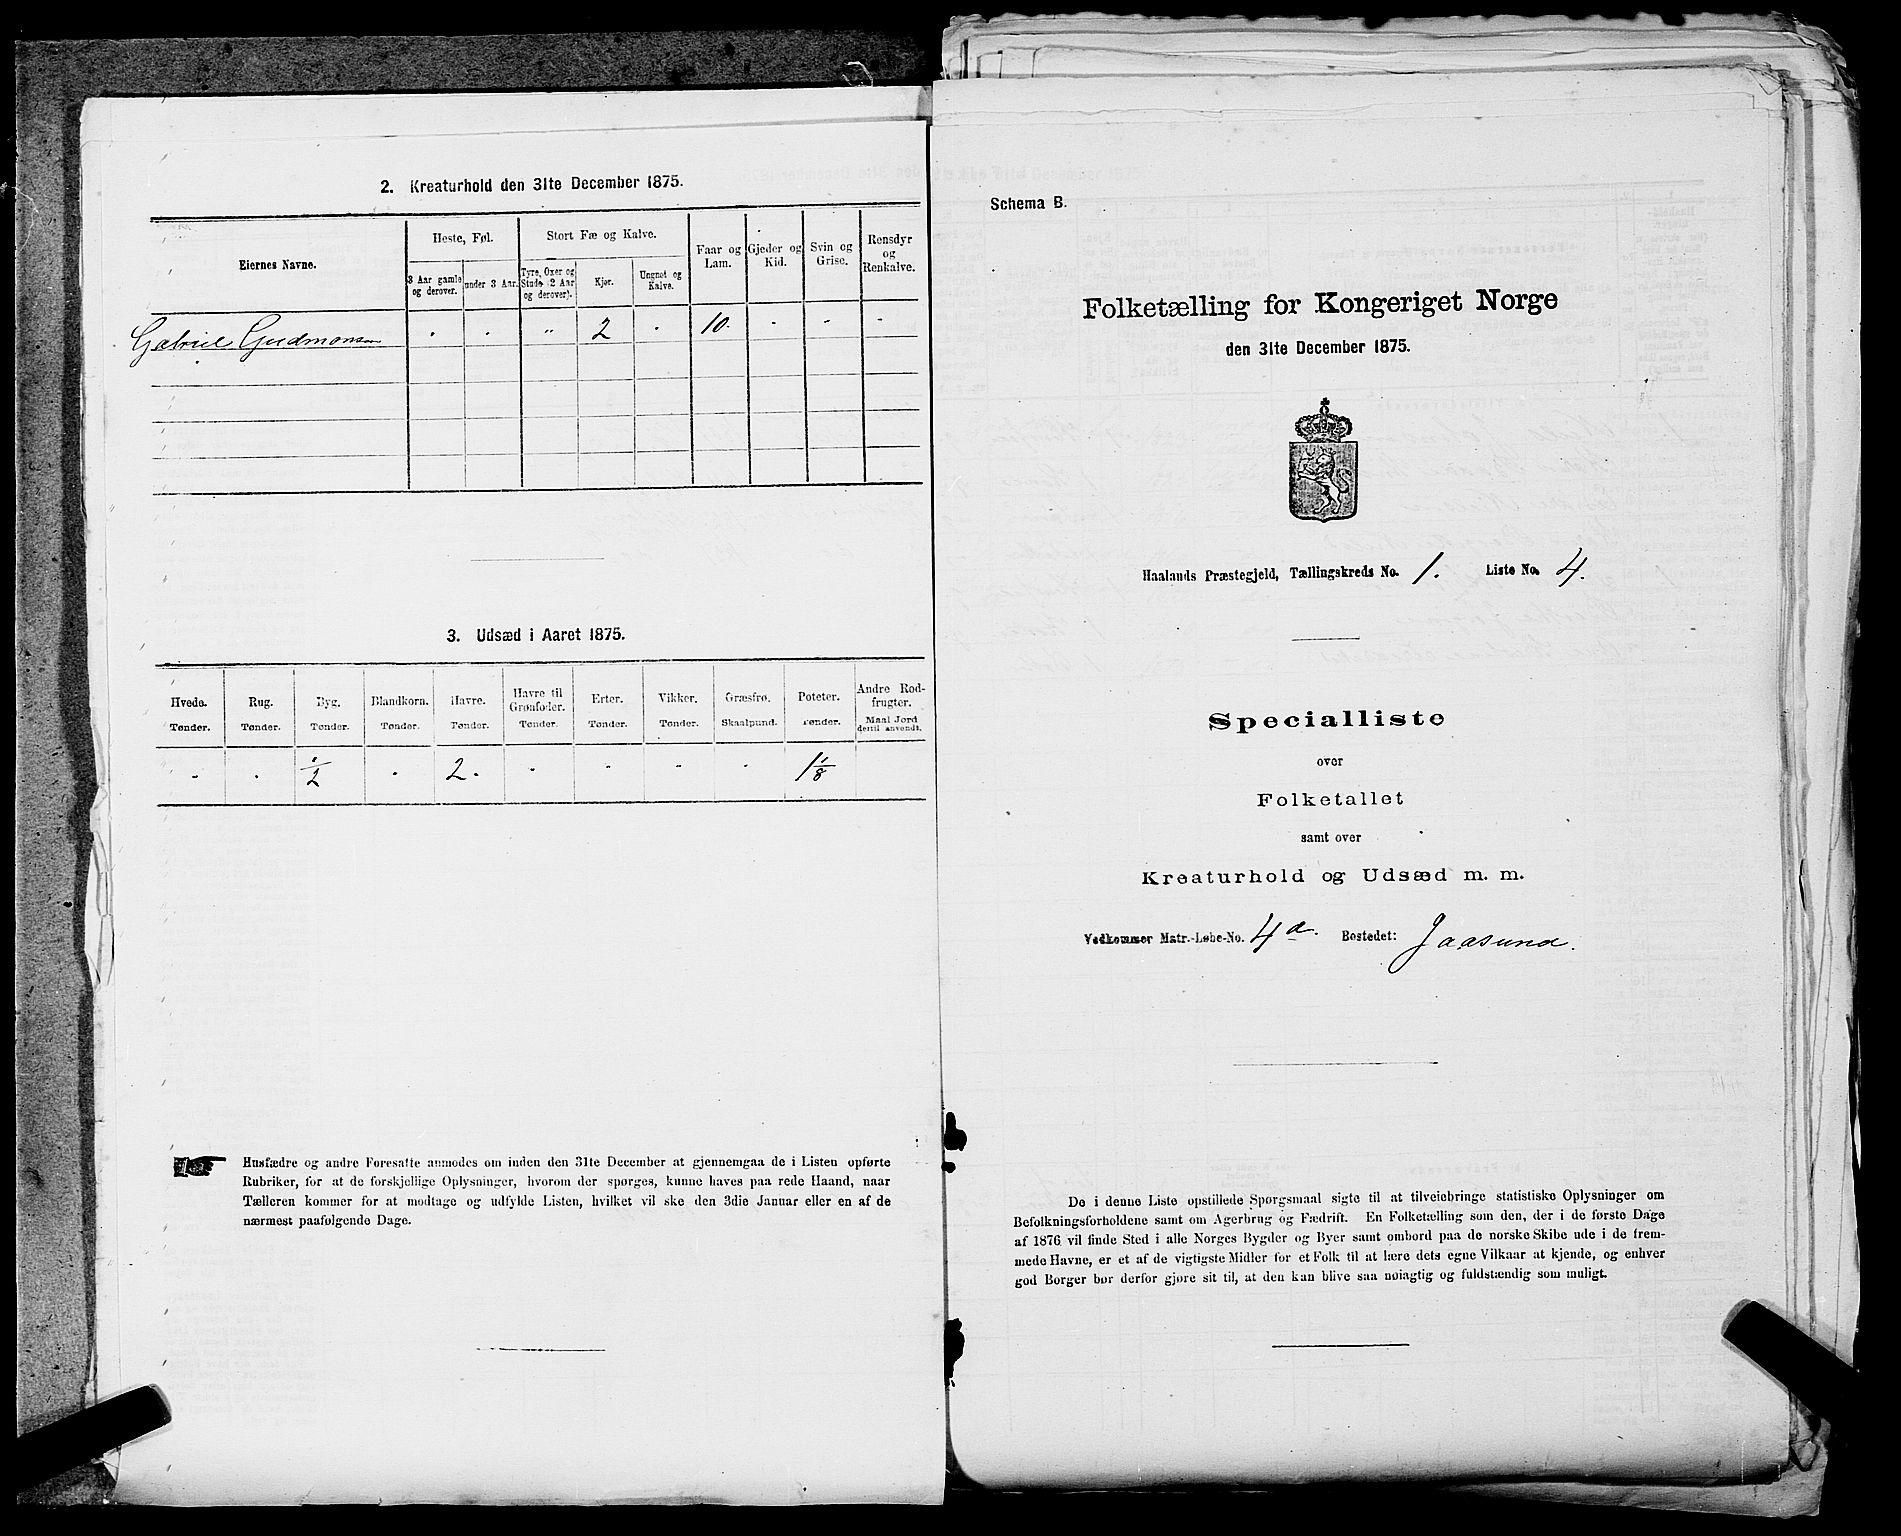 2. Kreaturhold den 31te December 1875.
Eiernes Navne.
Heste, Føl.
Stort Fæ og Kalve.
Faar og Lam.
Gjeder og Kid.
Svin og Grise.
Rensdyr og Renkalve.
3 Aar gamle og derover.
under 3 Aar.
Tyre, Oxer og Stude 2 Aar og derover).
Kjør.
Ungnøt og Kalve.
Gabriel Gudmonsen " " " 2 " 10. " " "
3. Udsæd i Aaret 1875.
Hvede. Rug. Byg. Blandkorn. Havre. Havre til Grønfoder. Erter. Vikker. Græsfrø. Poteter. Andre Rodfrugter.
Tønder. Tønder. Tønder. Tønder. Tønder. Tønder. Tønder. Tønder. Skaalpund. Tønder. Maal Jord dertil anvendt.
" " 1/2 " 2. " " " " 1 1/8
Husfædre og andre Foresatte anmodes om inden den 31te December at gjennemgaa de i Listen opførte
Rubriker, for at de forskjellige Oplysninger, hvorom der spørges, kunne haves paa rede Haand, naar
Tælleren kommer for at modtage og udfylde Listen, hvilket vil ske den 3die Januar eller en af de
nærmest paafølgende Dage.
Schema B.
Folketælling for Kongeriget Norge
den 31te December 1875.
Haalands Præstegjeld, Tællingskreds No. 1. Liste No. 4.
Specialliste
over
Folketallet
samt over
Kreaturhold og Udsæd m. m.
Vedkommer Matr.-Løbe-No. 4a. Bostedet: Jaasund.
De i denne Liste opstillede Spørgsmaal sigte til at tilveiebringe statistiske Oplysninger om
Befolkningsforholdene samt om Agerbrug og Fædrift. En Folketælling som den, der i de første Dage
af 1876 vil finde Sted i alle Norges Bygder og Byer samt ombord paa de norske Skibe ude i de frem-
mede Havne, er et af de vigtigste Midler for et Folk til at lære dets egne Vilkaar at kjende, og enhver
god Borger bør derfor gjøre sit til, at den kan blive saa nøiagtig og fuldstændig som muligt.